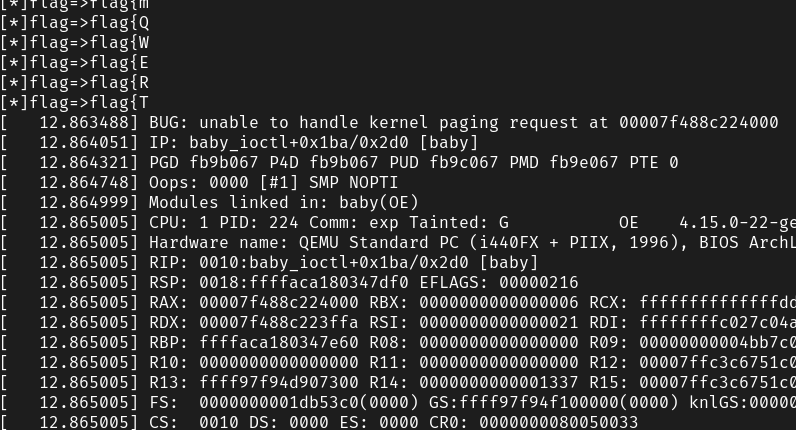 [*]flag=>flag{m
[*]flag=>flag{Q
[*]flag=>flag{W
[*]flag=>flag{E
[*]flag=>flag{R
[*]flag=>flag{T
[   12.863488] BUG: unable to handle kernel paging request at 00007f488c224000
[   12.864051] IP: baby_ioctl+0x1ba/0x2d0 [baby]
[   12.864321] PGD fb9b067 P4D fb9b067 PUD fb9c067 PMD fb9e067 PTE 0
[   12.864748] Oops: 0000 [#1] SMP NOPTI
[   12.864999] Modules linked in: baby(OE)
[   12.865005] CPU: 1 PID: 224 Comm: exp Tainted: G           OE    4.15.0-22-ge
[   12.865005] Hardware name: QEMU Standard PC (i440FX + PIIX, 1996), BIOS ArchL
[   12.865005] RIP: 0010:baby_ioctl+0x1ba/0x2d0 [baby]
[   12.865005] RSP: 0018:ffffaca180347df0 EFLAGS: 00000216
[   12.865005] RAX: 00007f488c224000 RBX: 0000000000000006 RCX: ffffffffffffffdd
[   12.865005] RDX: 00007f488c223ffa RSI: 0000000000000021 RDI: ffffffffc027c04a
[   12.865005] RBP: ffffaca180347e60 R08: 0000000000000000 R09: 00000000004bb7c0
[   12.865005] R10: 0000000000000000 R11: 0000000000000000 R12: 00007ffc3c6751c0
[   12.865005] R13: ffff97f94d907300 R14: 0000000000001337 R15: 00007ffc3c6751c0
[   12.865005] FS:  0000000001db53c0(0000) GS:ffff97f94f100000(0000) knlGS:00000
[   12.865005] CS:  0010 DS: 0000 ES: 0000 CR0: 0000000080050033